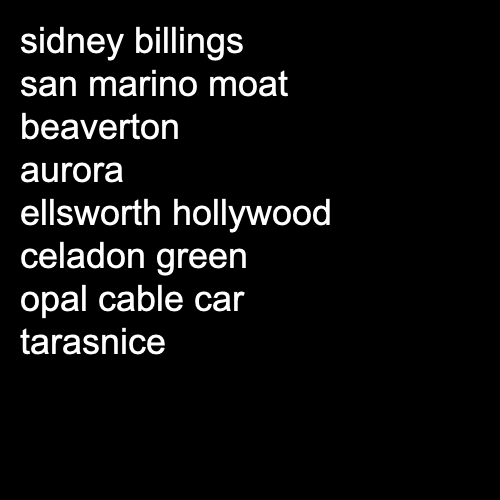 sidney billings
san marino moat
beaverton
aurora
ellsworth hollywood
celadon green
opal cable car
tarasnice